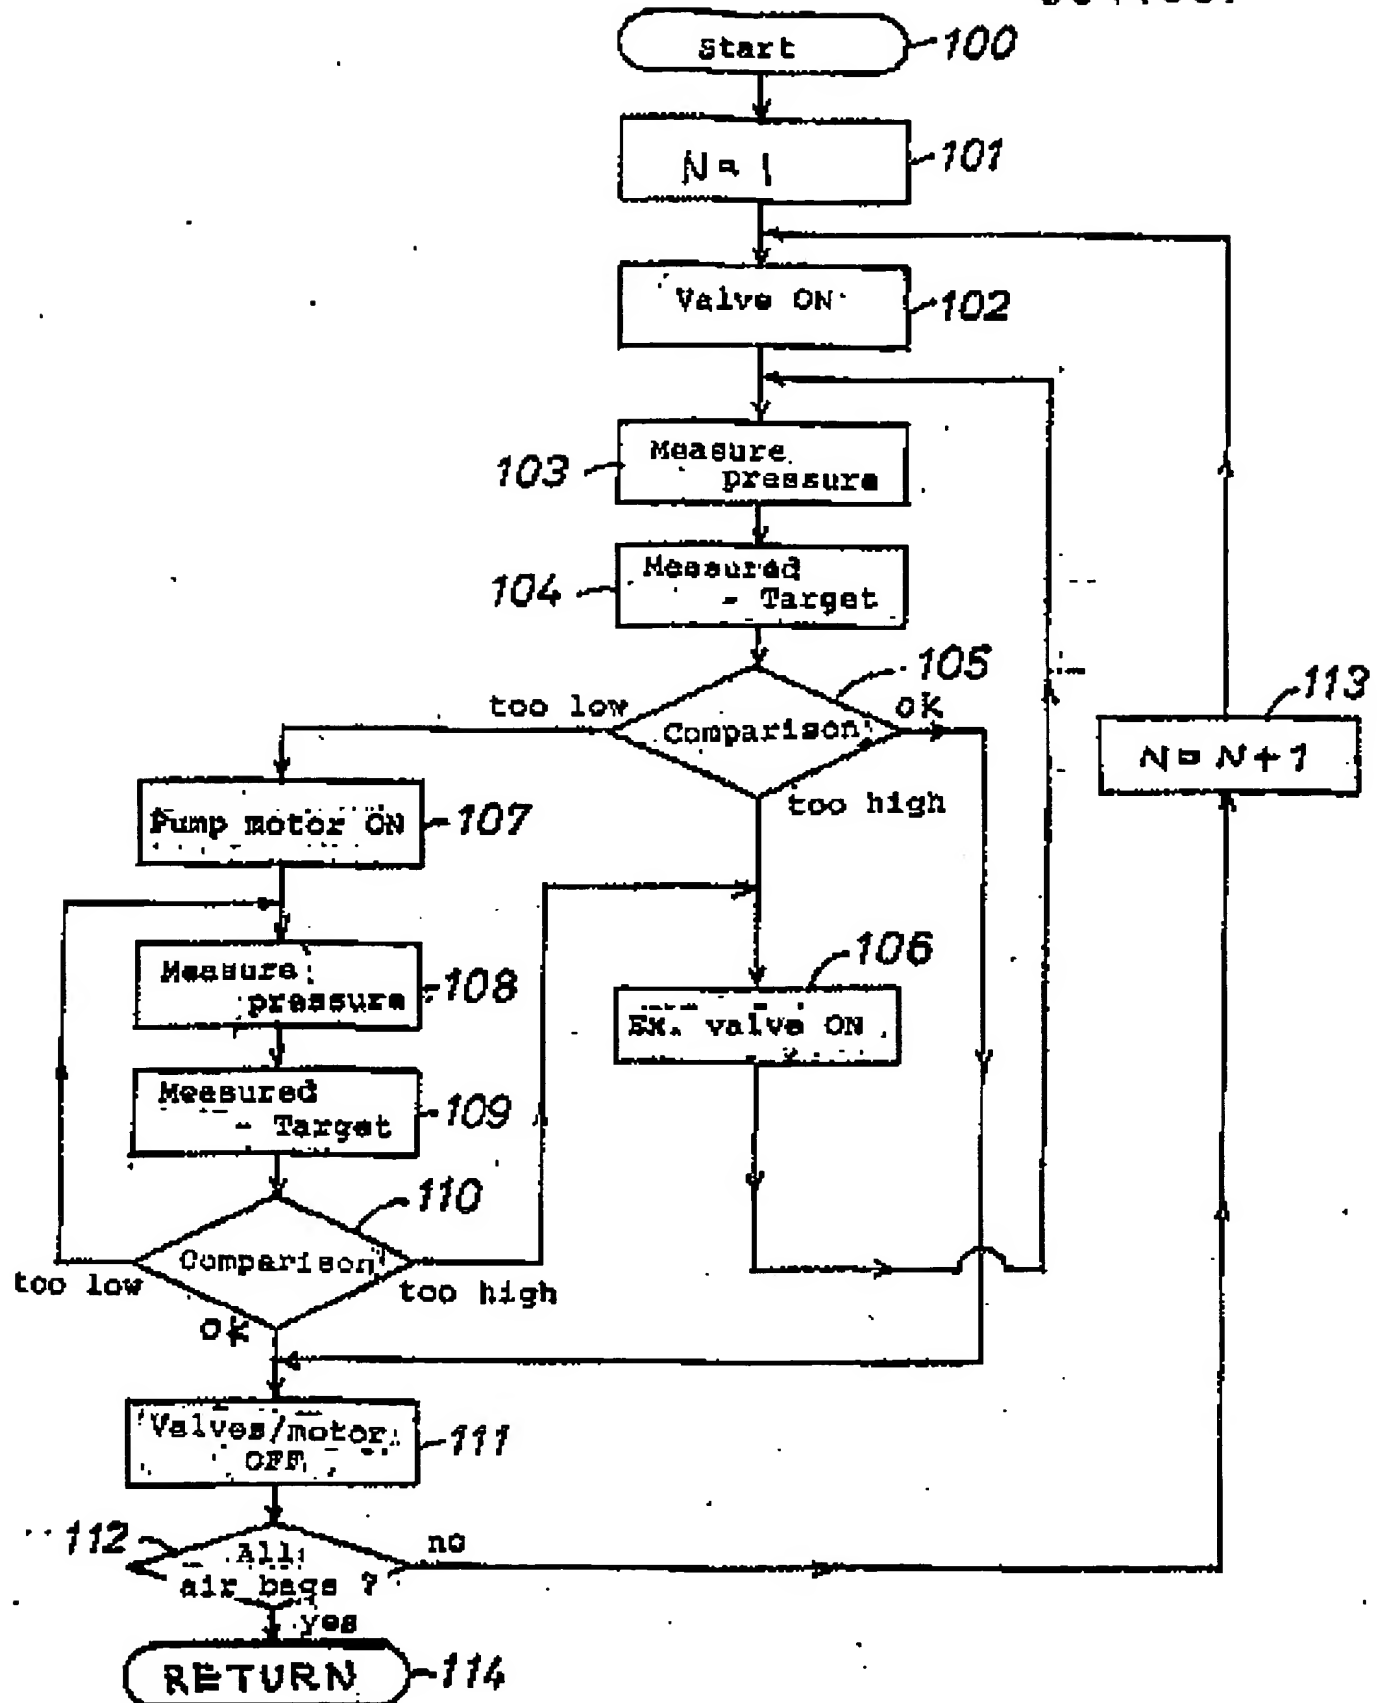 Start
100
N = 1
101
Valve ON
102
Measure
pressure
103
Measured
- Target
104
105
too low
Comparison
ok
too high
113
N = N + 1
Pump motor ON
107
106
Ex. valve ON
Measure
pressure
108
Measured
- Target
109
110
Comparison
too low
too high
ok
Valves/motor
OFF
111
112
All
air bags ?
no
yes
RETURN
114